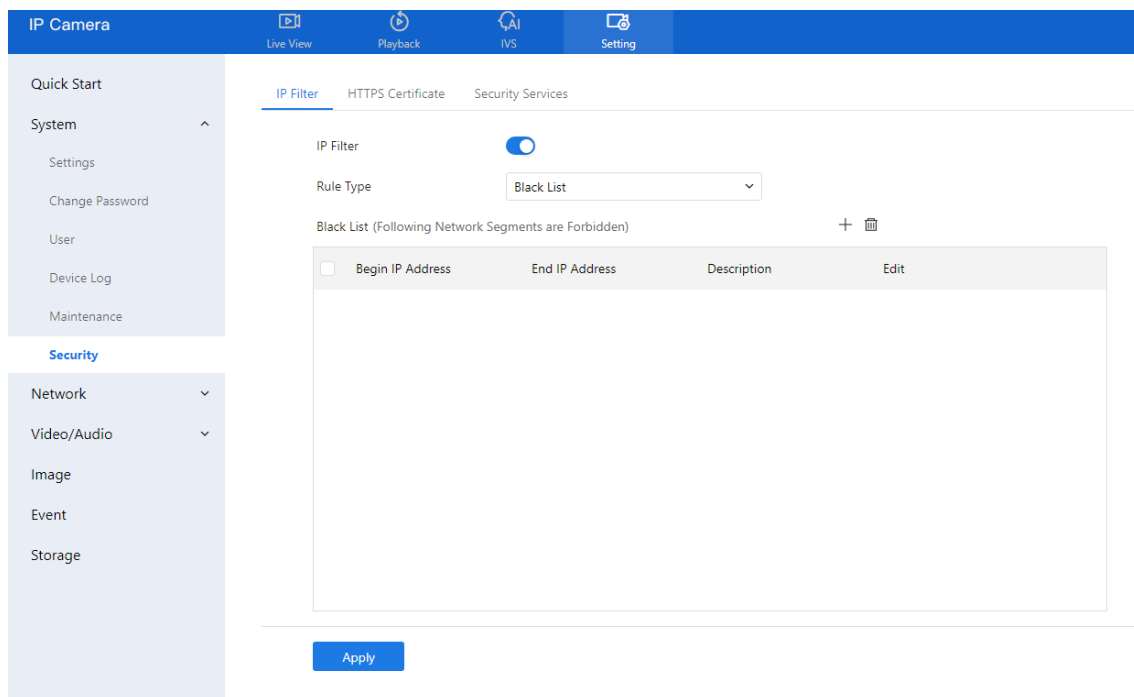 IP Camera
Live View
Playback
AI
IVS
Setting
Quick Start
System
Settings
Change Password
User
Device Log
Maintenance
Security
Network
Video/Audio
Image
Event
Storage
IP Filter HTTPS Certificate Security Services
IP Filter
Rule Type Black List
Black List (Following Network Segments are Forbidden)
Begin IP Address End IP Address Description Edit
Apply